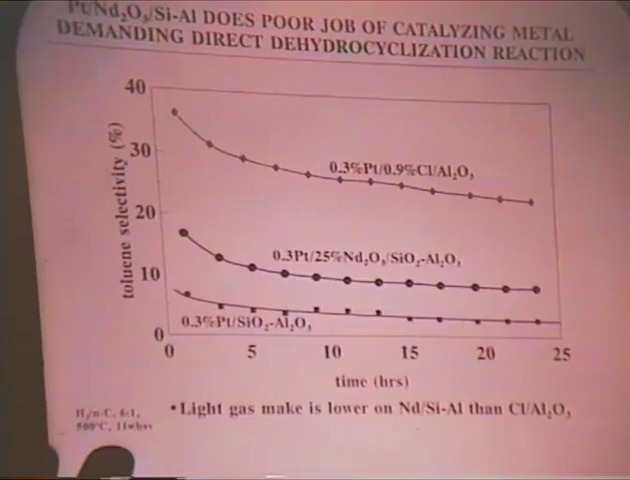 Pt/Nd₂O₃/Si-Al DOES POOR JOB OF CATALYZING METAL
DEMANDING DIRECT DEHYDROCYCLIZATION REACTION
40
30
20
10
0
toluene selectivity (%)
0.3%Pt/0.9%Cl/Al₂O₃
0.3Pt/25%Nd₂O₃/SiO₂-Al₂O₃
0.3%Pt/SiO₂-Al₂O₃
0 5 10 15 20 25
time (hrs)
•Light gas make is lower on Nd/Si-Al than Cl/Al₂O₃
6:1,
500°C,